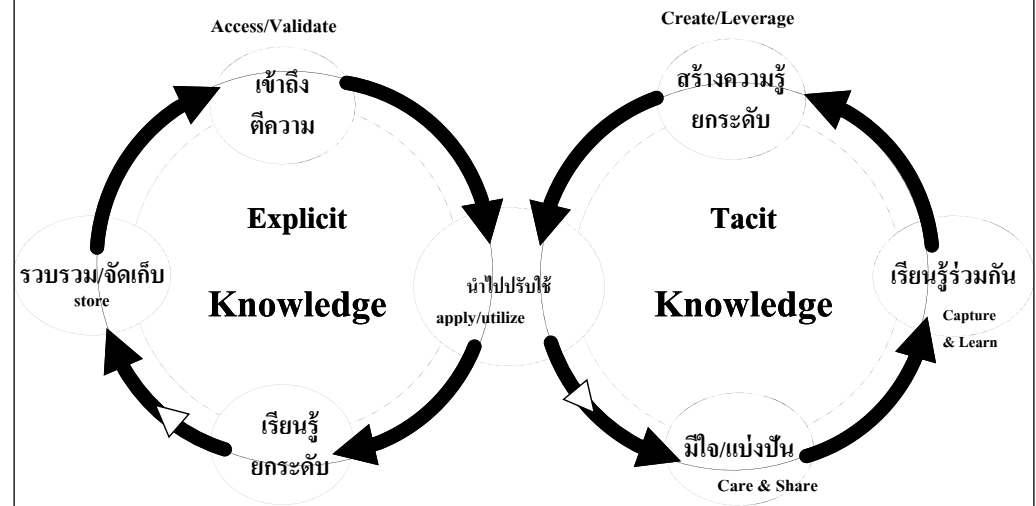 Access/Validate
เข้าถึง
ตีความ
Explicit
Knowledge
รวบรวม/จัดเก็บ
store
เรียนรู้
ยกระดับ
นำไปปรับใช้
apply/utilize
Create/Leverage
สร้างความรู้
ยกระดับ
Tacit
Knowledge
เรียนรู้ร่วมกัน
Capture
& Learn
มีใจ/แบ่งปัน
Care & Share